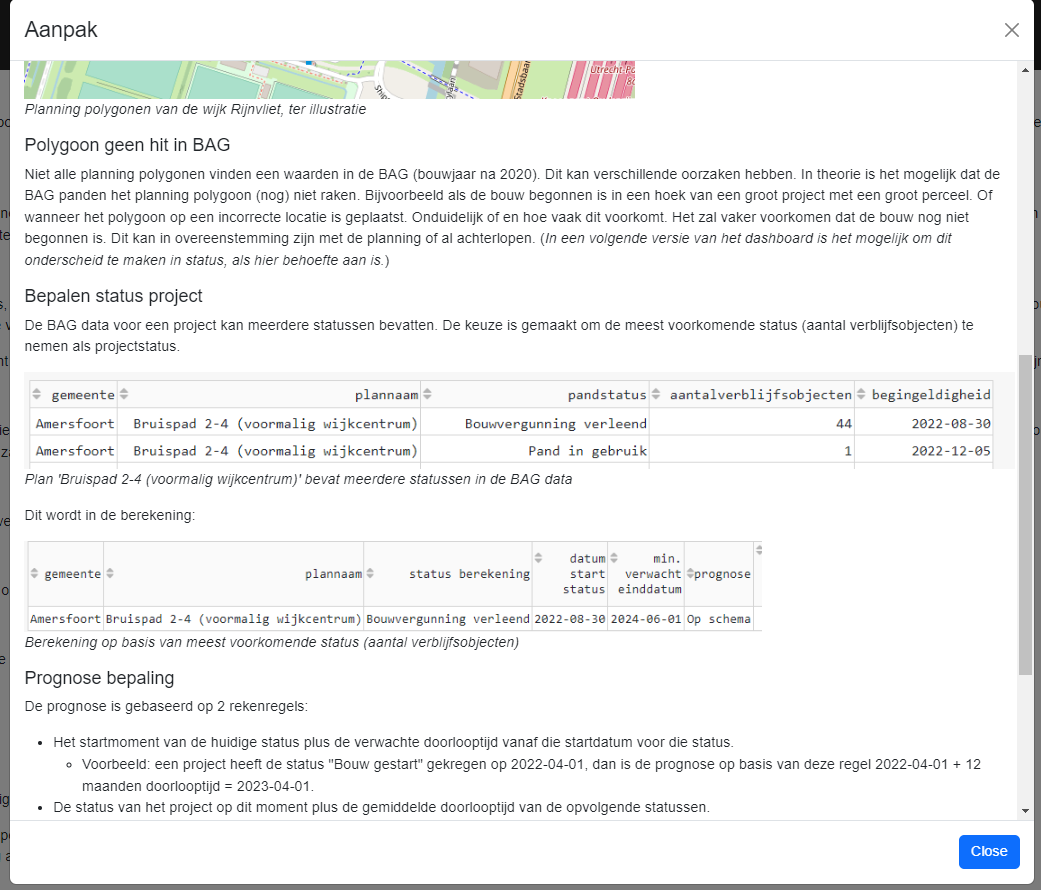 Aanpak
Utrecht-Pa
Stadsbaan
Planning polygonen van de wijk Rijnvliet, ter illustratie
Polygoon geen hit in BAG
Niet alle planning polygonen vinden een waarden in de BAG (bouwjaar na 2020). Dit kan verschillende oorzaken hebben. In theorie is het mogelijk dat de
BAG panden het planning polygoon (nog) niet raken. Bijvoorbeeld als de bouw begonnen is in een hoek van een groot project met een groot perceel. Of
wanneer het polygoon op een incorrecte locatie is geplaatst. Onduidelijk of en hoe vaak dit voorkomt. Het zal vaker voorkomen dat de bouw nog niet
begonnen is. Dit kan in overeenstemming zijn met de planning of al achterlopen. (In een volgende versie van het dashboard is het mogelijk om dit
onderscheid te maken in status, als hier behoefte aan is.)
Bepalen status project
De BAG data voor een project kan meerdere statussen bevatten. De keuze is gemaakt om de meest voorkomende status (aantal verblijfsobjecten) te
nemen als projectstatus.
gemeente plannaam pandstatus aantalverblijfsobjecten begingeldigheid
Amersfoort Bruispad 2-4 (voormalig wijkcentrum) Bouwvergunning verleend 44 2022-08-30
Amersfoort Bruispad 2-4 (voormalig wijkcentrum) Pand in gebruik 1 2022-12-05
Plan 'Bruispad 2-4 (voormalig wijkcentrum)' bevat meerdere statussen in de BAG data
Dit wordt in de berekening:
gemeente plannaam status berekening datum start status min. verwacht einddatum prognose
Amersfoort Bruispad 2-4 (voormalig wijkcentrum) Bouwvergunning verleend 2022-08-30 2024-06-01 Op schema
Berekening op basis van meest voorkomende status (aantal verblijfsobjecten)
Prognose bepaling
De prognose is gebaseerd op 2 rekenregels:
• Het startmoment van de huidige status plus de verwachte doorlooptijd vanaf die startdatum voor die status.
Voorbeeld: een project heeft de status "Bouw gestart" gekregen op 2022-04-01, dan is de prognose op basis van deze regel 2022-04-01 + 12
maanden doorlooptijd = 2023-04-01.
• De status van het project op dit moment plus de gemiddelde doorlooptijd van de opvolgende statussen.
Close